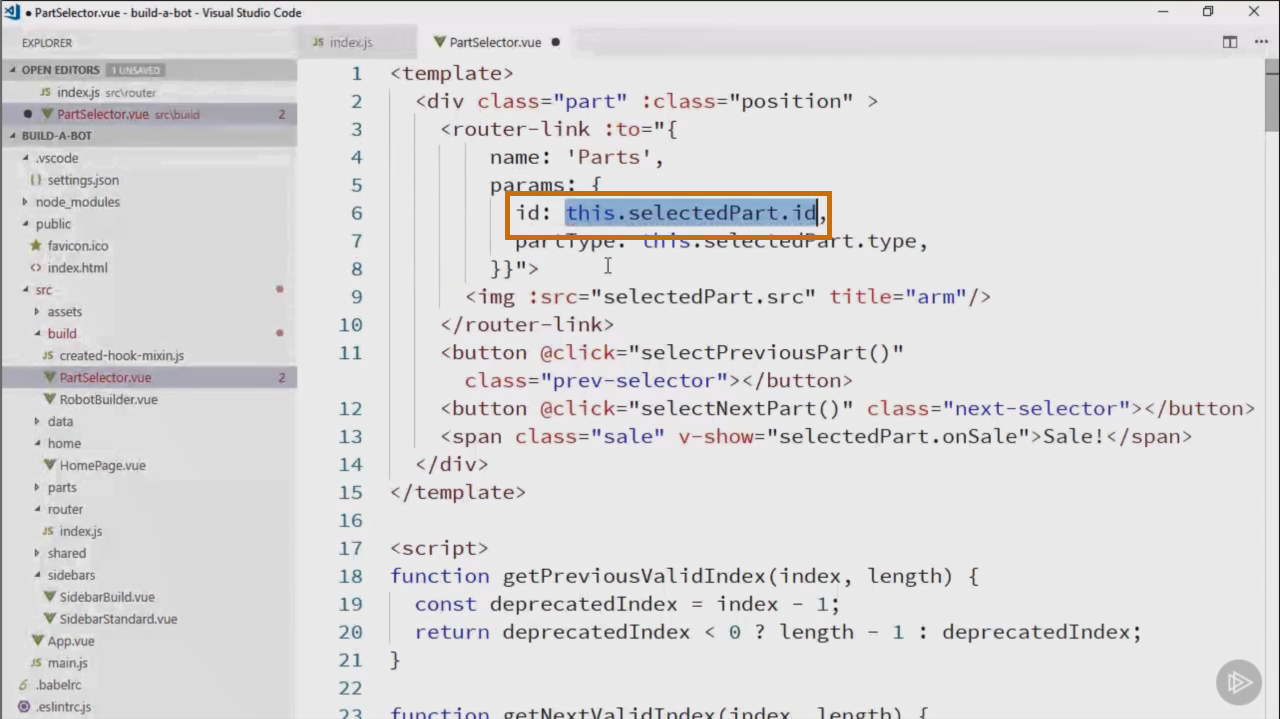 PartSelector.vue - build-a-bot - Visual Studio Code
EXPLORER
OPEN EDITORS 1 UNSAVED
JS index.js src\router
PartSelector.vue src\build 2
BUILD-A-BOT
.vscode
{} settings.json
node_modules
public
favicon.ico
<> index.html
src
assets
build
JS created-hook-mixin.js
PartSelector.vue 2
RobotBuilder.vue
data
home
HomePage.vue
parts
router
JS index.js
shared
sidebars
SidebarBuild.vue
SidebarStandard.vue
App.vue
JS main.js
.babelrc
.eslintrc.js
JS index.js PartSelector.vue
1 <template>
2 <div class="part" :class="position" >
3 <router-link :to="{
4 name: 'Parts',
5 params: {
6 id: this.selectedPart.id,
7 partType: this.selectedPart.type,
8 }}">
9 <img :src="selectedPart.src" title="arm"/>
10 </router-link>
11 <button @click="selectPreviousPart()"
class="prev-selector"></button>
12 <button @click="selectNextPart()" class="next-selector"></button>
13 <span class="sale" v-show="selectedPart.onSale">Sale!</span>
14 </div>
15 </template>
16
17 <script>
18 function getPreviousValidIndex(index, length) {
19 const deprecatedIndex = index - 1;
20 return deprecatedIndex < 0 ? length - 1 : deprecatedIndex;
21 }
22
23 function getNextValidIndex(index, length) {